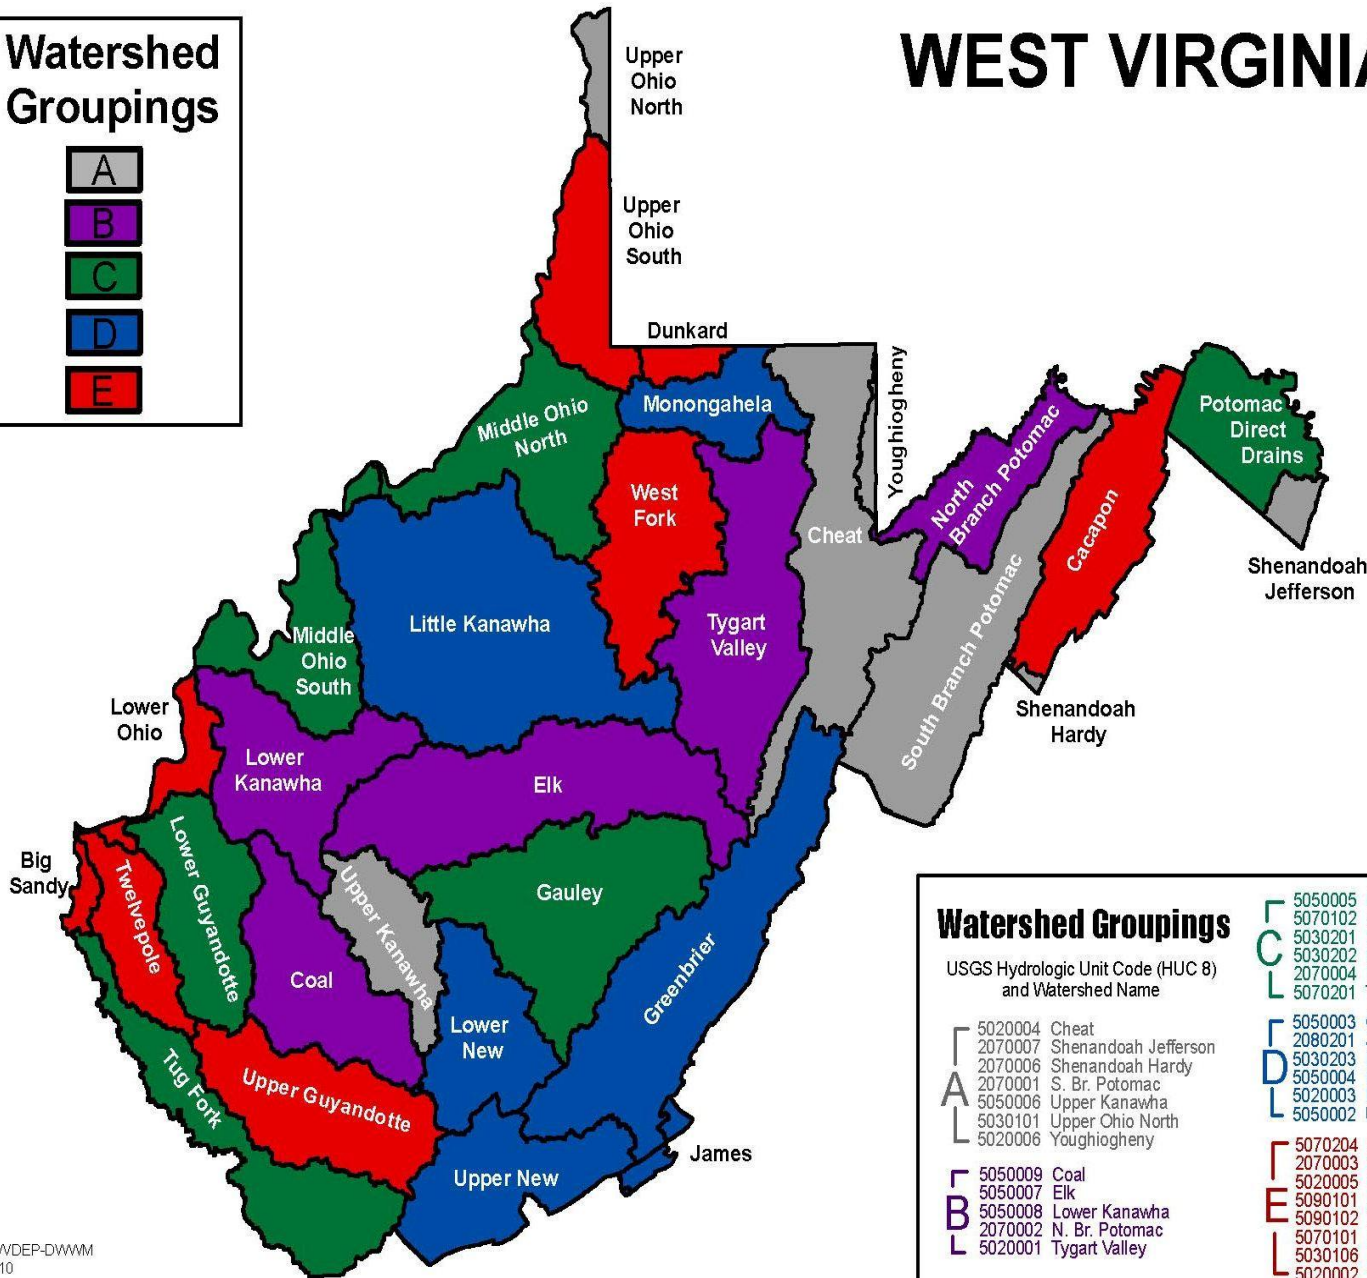 WEST VIRGINIA
Watershed
Groupings
A
B
C
D
E
Upper
Ohio
North
Upper
Ohio
South
Dunkard
Youghiogheny
Monongahela
Middle Ohio
North
West
Fork
Cheat
North
Branch Potomac
South Branch Potomac
Cacapon
Potomac
Direct
Drains
Shenandoah
Jefferson
Shenandoah
Hardy
Little Kanawha
Tygart
Valley
Middle
Ohio
South
Lower
Ohio
Lower
Kanawha
Elk
Big
Sandy
Twelvepole
Lower Guyandotte
Upper Kanawha
Gauley
Coal
Lower
New
Greenbrier
Tug Fork
Upper Guyandotte
Upper New
James
Watershed Groupings
USGS Hydrologic Unit Code (HUC 8)
and Watershed Name
A
5020004 Cheat
2070007 Shenandoah Jefferson
2070006 Shenandoah Hardy
2070001 S. Br. Potomac
5050006 Upper Kanawha
5030101 Upper Ohio North
5020006 Youghiogheny
B
5050009 Coal
5050007 Elk
5050008 Lower Kanawha
2070002 N. Br. Potomac
5020001 Tygart Valley
C
5050005
5070102
5030201
5030202
2070004
5070201
D
5050003
2080201
5030203
5050004
5020003
5050002
E
5070204
2070003
5020005
5090101
5090102
5070101
5030106
5020002
VDEP-DWWM
10